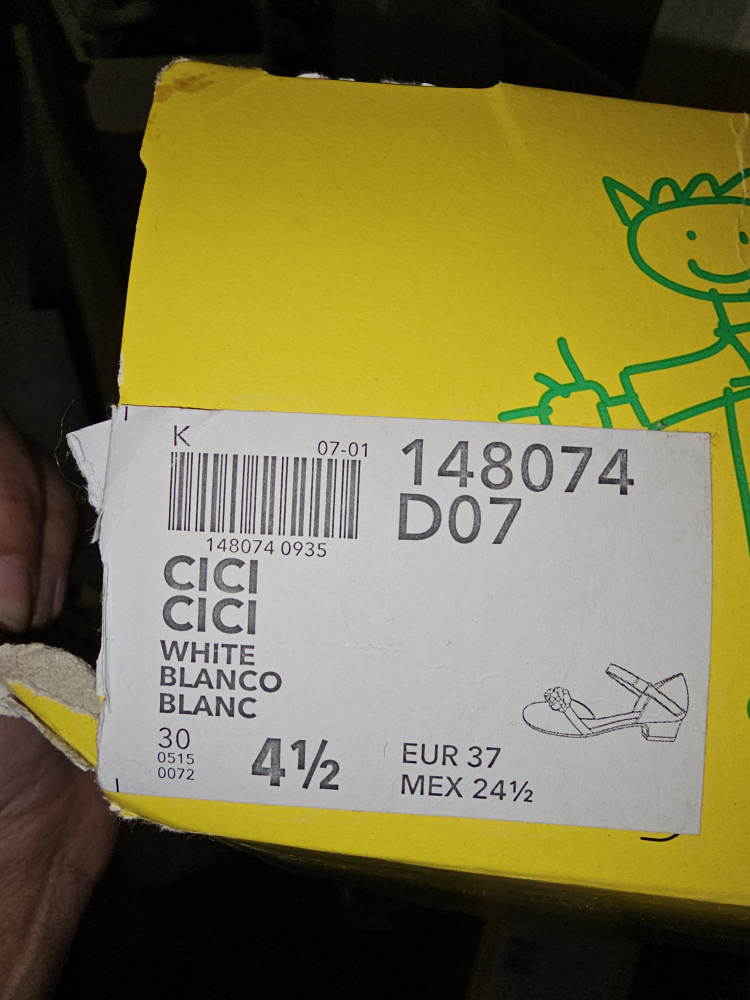 K
07-01
148074 0935
148074
D07
CICI
CICI
WHITE
BLANCO
BLANC
30
0515
0072
4½
EUR 37
MEX 24½